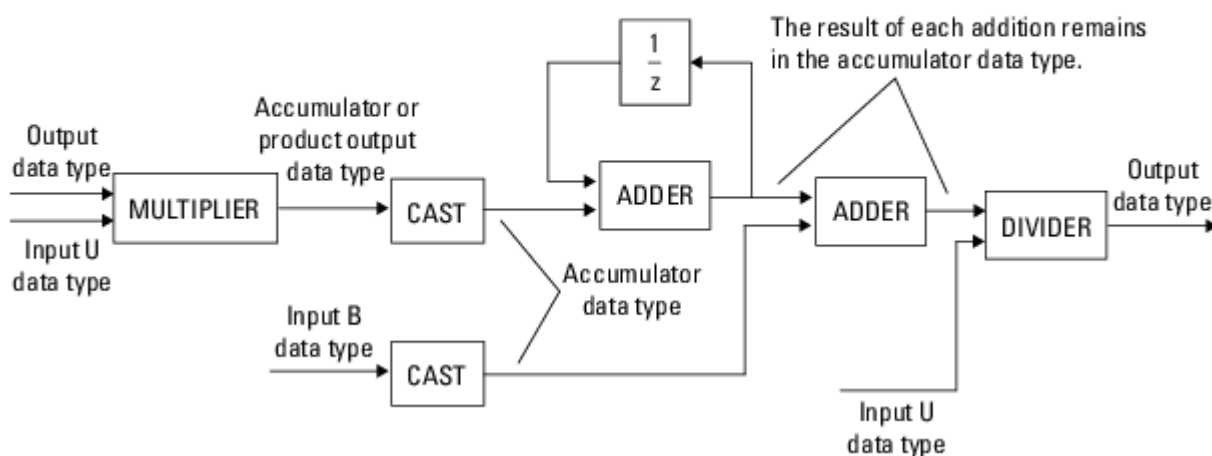 1
z
The result of each addition remains
in the accumulator data type.
Accumulator or
product output
data type
Output
data type
MULTIPLIER
Input U
data type
CAST
ADDER
ADDER
DIVIDER
Output
data type
Accumulator
data type
Input B
data type
CAST
Input U
data type